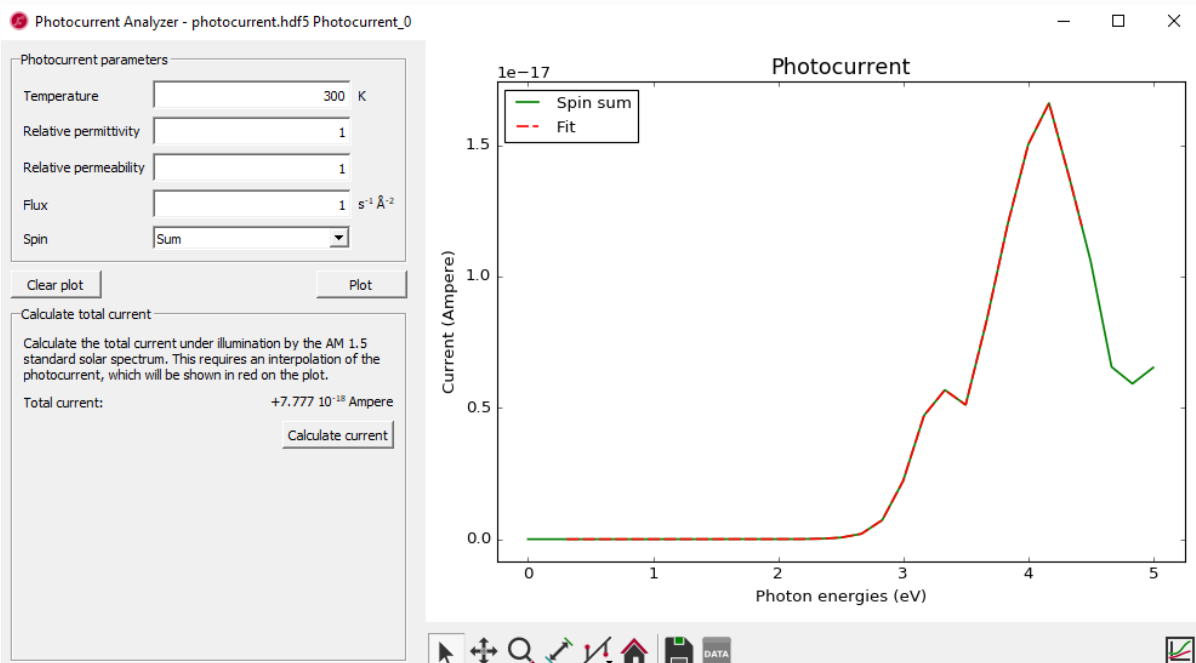 Photocurrent Analyzer - photocurrent.hdf5 Photocurrent_0
Photocurrent parameters
Temperature 300 K
Relative permittivity 1
Relative permeability 1
Flux 1 s⁻¹ Å⁻²
Spin Sum
Clear plot Plot
Calculate total current
Calculate the total current under illumination by the AM 1.5
standard solar spectrum. This requires an interpolation of the
photocurrent, which will be shown in red on the plot.
Total current: +7.777 10⁻¹⁸ Ampere
Calculate current
Photocurrent
1e−17
Spin sum
Fit
1.5
1.0
0.5
0.0
Current (Ampere)
0 1 2 3 4 5
Photon energies (eV)
DATA